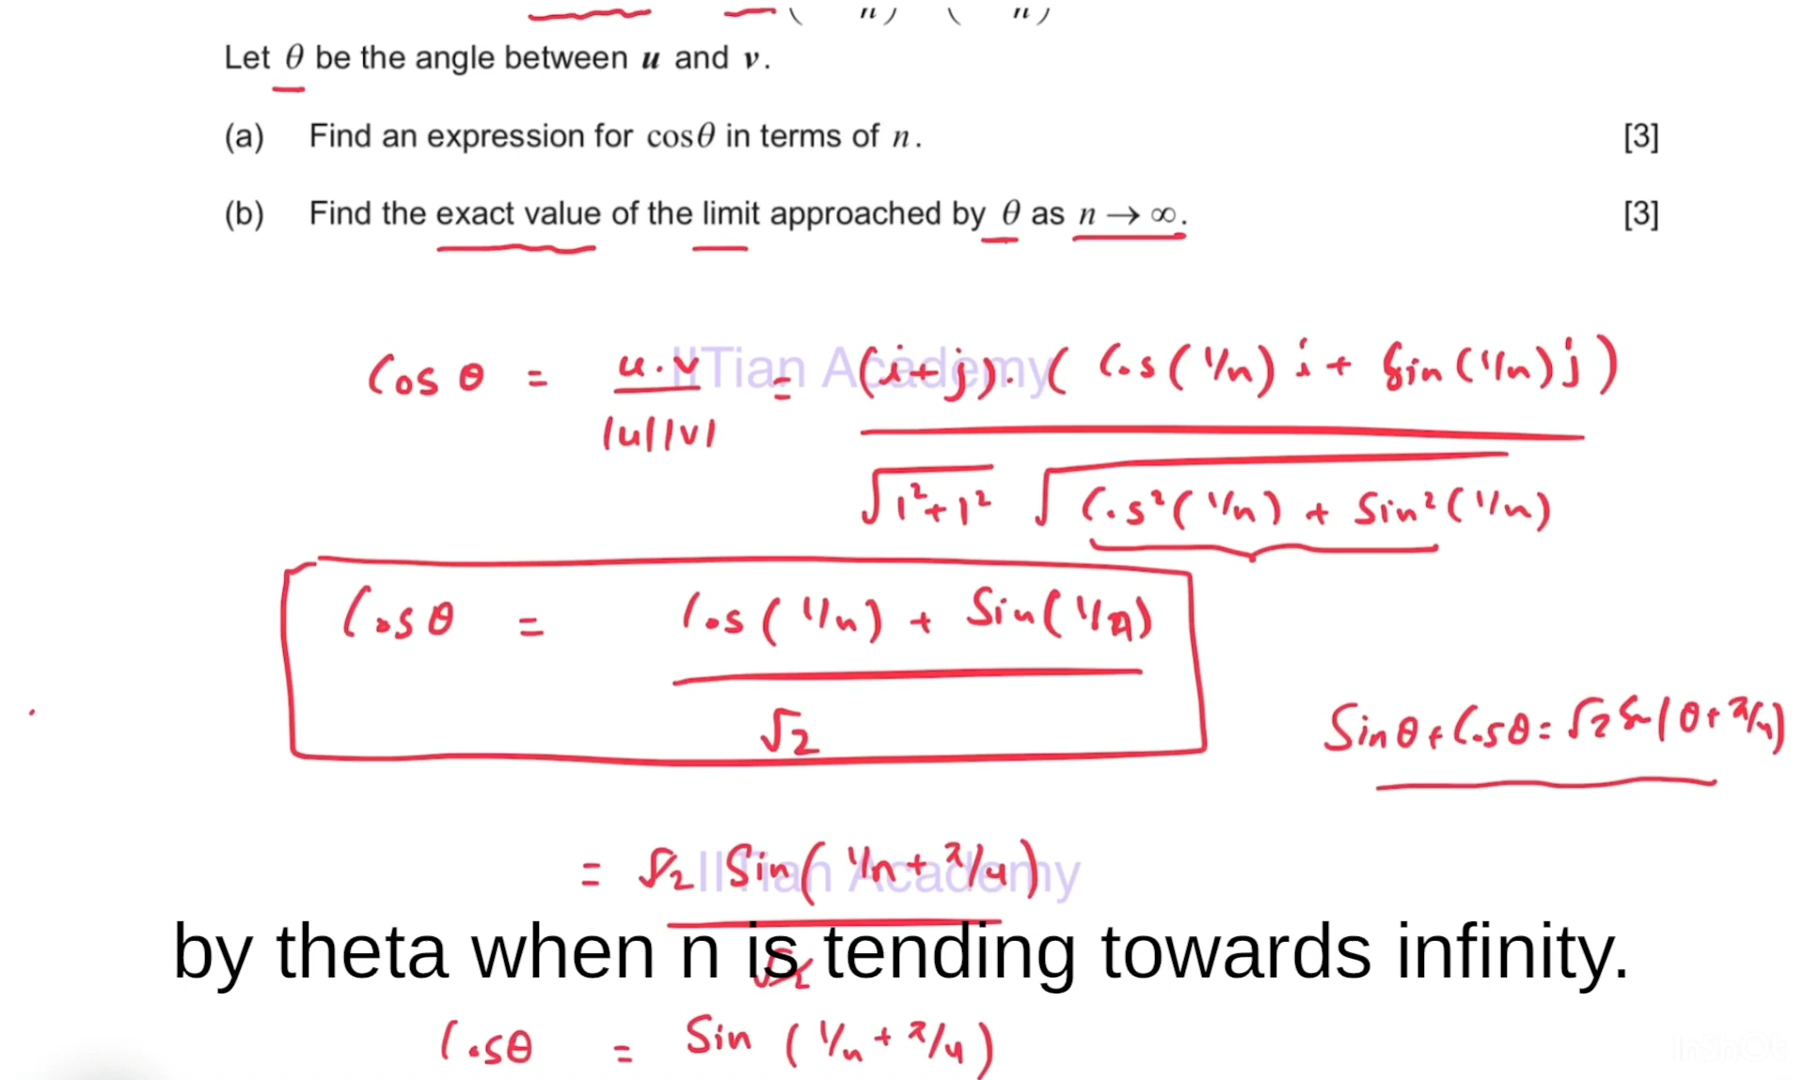 n)   (   n)
Let θ be the angle between u and v.
(a) Find an expression for cosθ in terms of n. [3]
(b) Find the exact value of the limit approached by θ as n → ∞. [3]
IITian Academy
Cos θ = u.v / |u||v| = (i+j).( Cos(1/n) i + Sin(1/n) j ) / √1²+1² √Cos²(1/n) + Sin²(1/n)
Cos θ = Cos(1/n) + Sin(1/n) / √2
Sinθ + Cosθ = √2 Sin(θ+π/4)
IITian Academy
= √2 Sin(1/n + π/4) / √2
by theta when n is tending towards infinity.
Cosθ = Sin (1/n + π/4)
InShOt